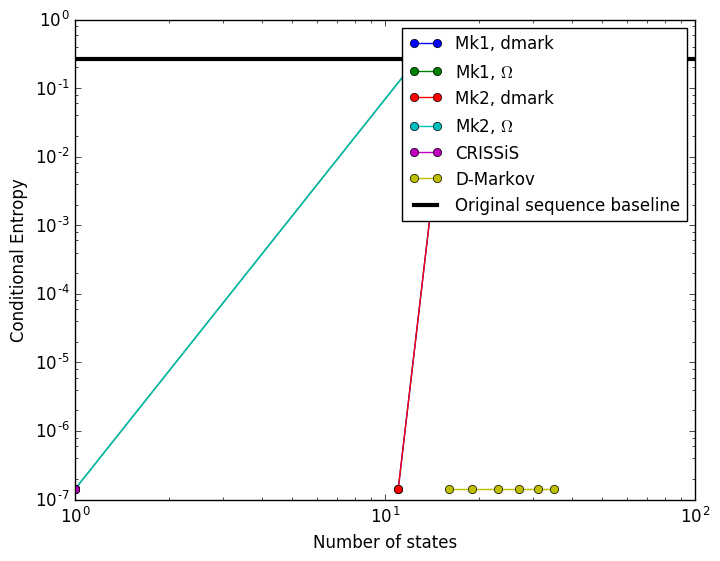 10^0
10^-1
10^-2
10^-3
10^-4
10^-5
10^-6
10^-7
Conditional Entropy
Mk1, dmark
Mk1, Ω
Mk2, dmark
Mk2, Ω
CRISSiS
D-Markov
Original sequence baseline
10^0 10^1 10^2
Number of states